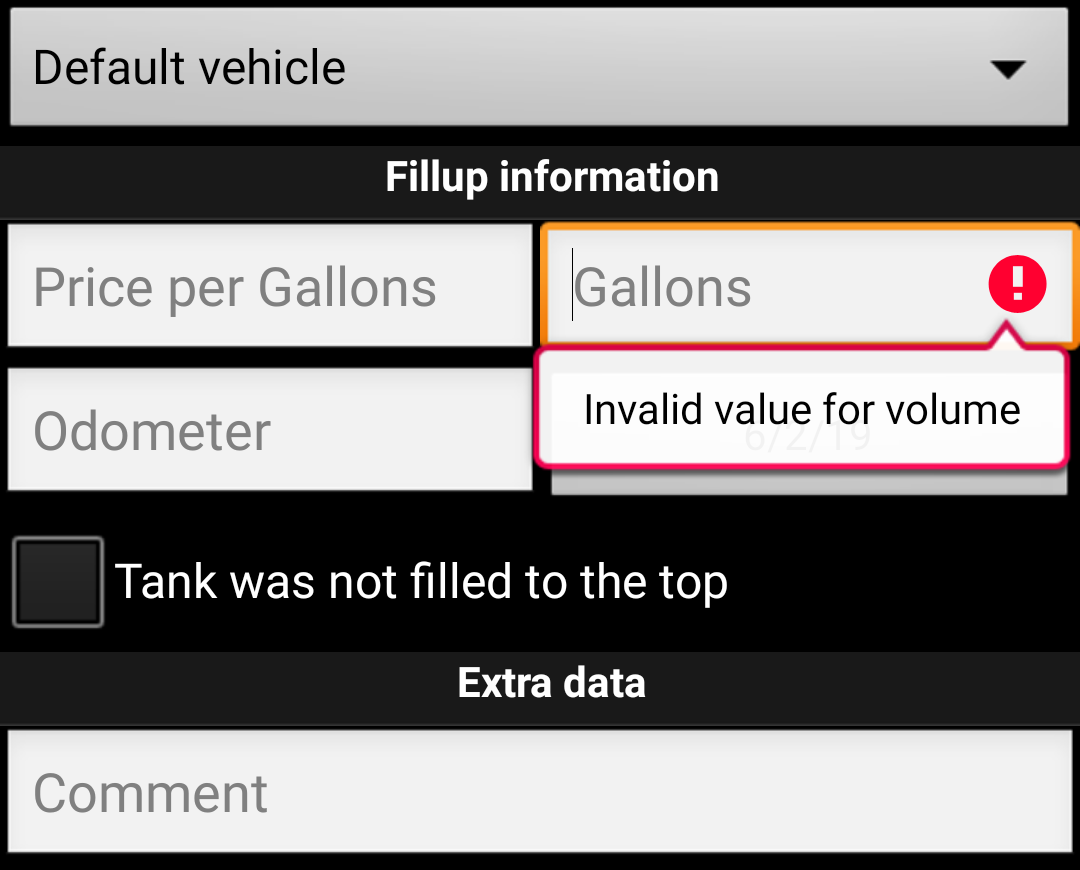 Default vehicle
Fillup information
Price per Gallons
Gallons
Odometer
Invalid value for volume
6/2/19
Tank was not filled to the top
Extra data
Comment